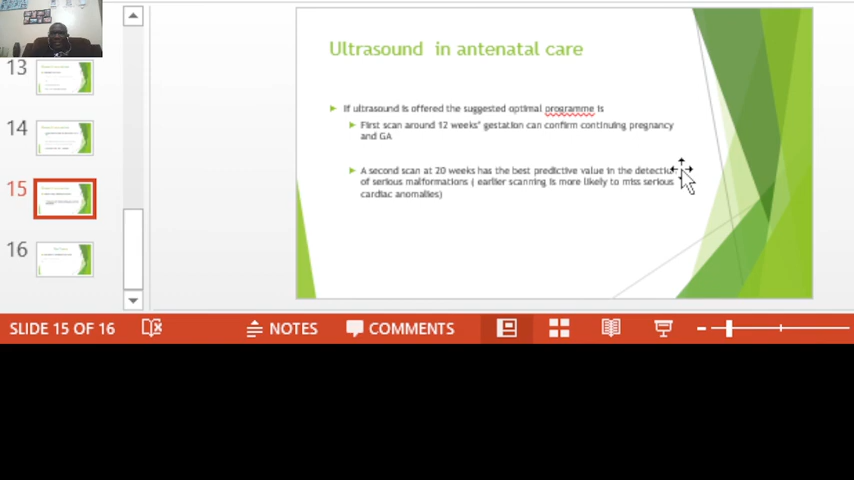 Ultrasound in antenatal care
If ultrasound is offered the suggested optimal programme is
First scan around 12 weeks' gestation can confirm continuing pregnancy
and GA
A second scan at 20 weeks has the best predictive value in the
of serious malformations ( earlier scanning is more likely to miss serious
cardiac anomalies)
13
14
15
16
SLIDE 15 OF 16
NOTES
COMMENTS